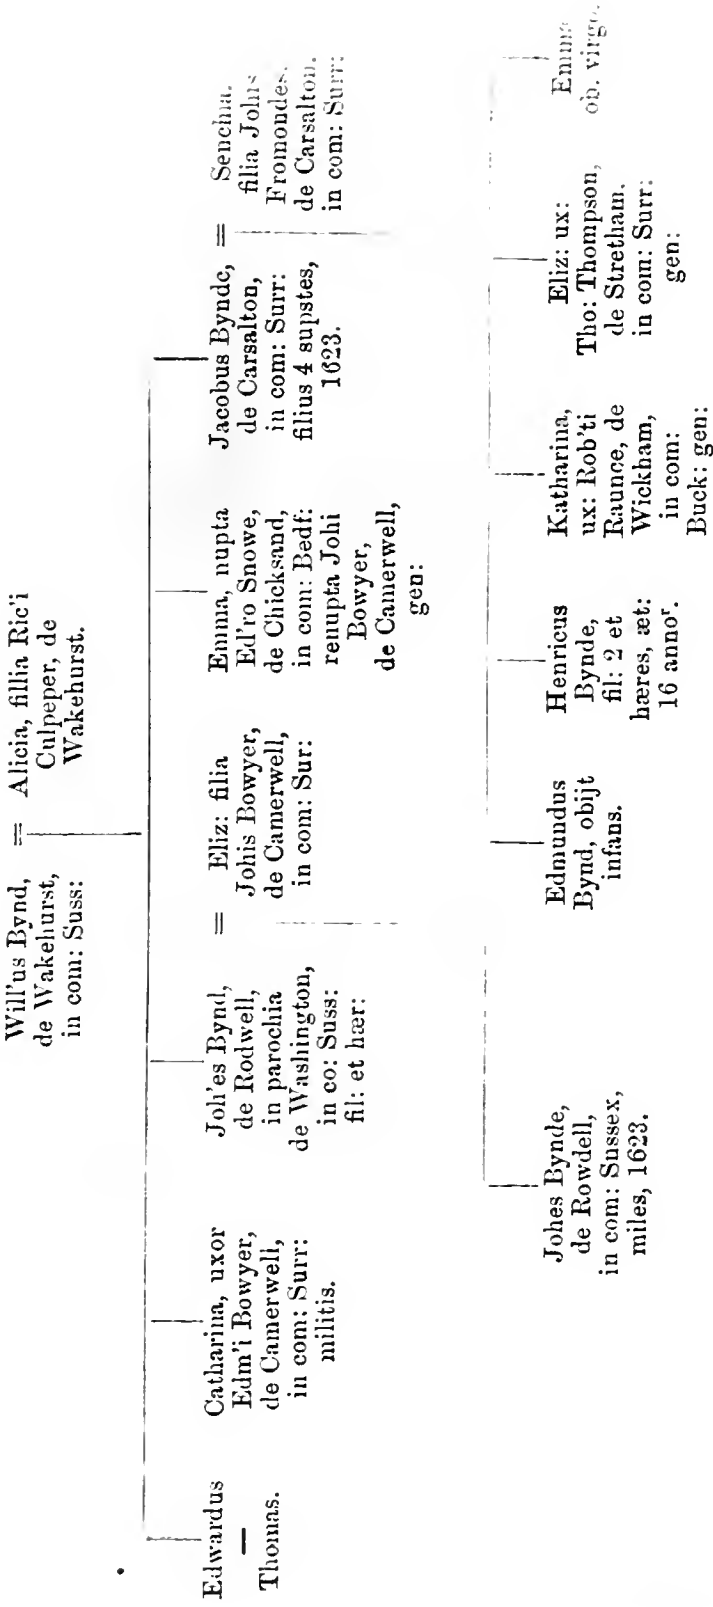 Will'us Bynd,
de Wakehurst,
in com: Suss:
=
Alicia, fillia Ric'i
Culpeper, de
Wakehurst.
Edwardus
—
Thomas.
Catharina, uxor
Edm'i Bowyer,
de Camerwell,
in com: Surr:
militis.
Joh'es Bynd,
de Rodwell,
in parochia
de Washington,
in co: Suss:
fil: et hær:
=
Eliz: filia
Johis Bowyer,
de Camerwell,
in com: Sur:
Emma, nupta
Ed'ro Snowe,
de Chicksand,
in com: Bedf:
renupta Johi
Bowyer,
de Camerwell,
gen:
Jacobus Bynde,
de Carsalton,
in com: Surr:
filius 4 supstes,
1623.
=
Senchia.
filia Johis
Fromondes.
de Carsalton.
in com: Surr:
Johes Bynde,
de Rowdell,
in com: Sussex,
miles, 1623.
Edmundus
Bynd, obijt
infans.
Henricus
Bynde,
fil: 2 et
hæres, æt:
16 annoʳ.
Katharina,
ux: Rob'ti
Raunce, de
Wickham,
in com:
Buck: gen:
Eliz: ux:
Tho: Thompson,
de Stretham.
in com: Surr:
gen:
Emma
ob. virgo.